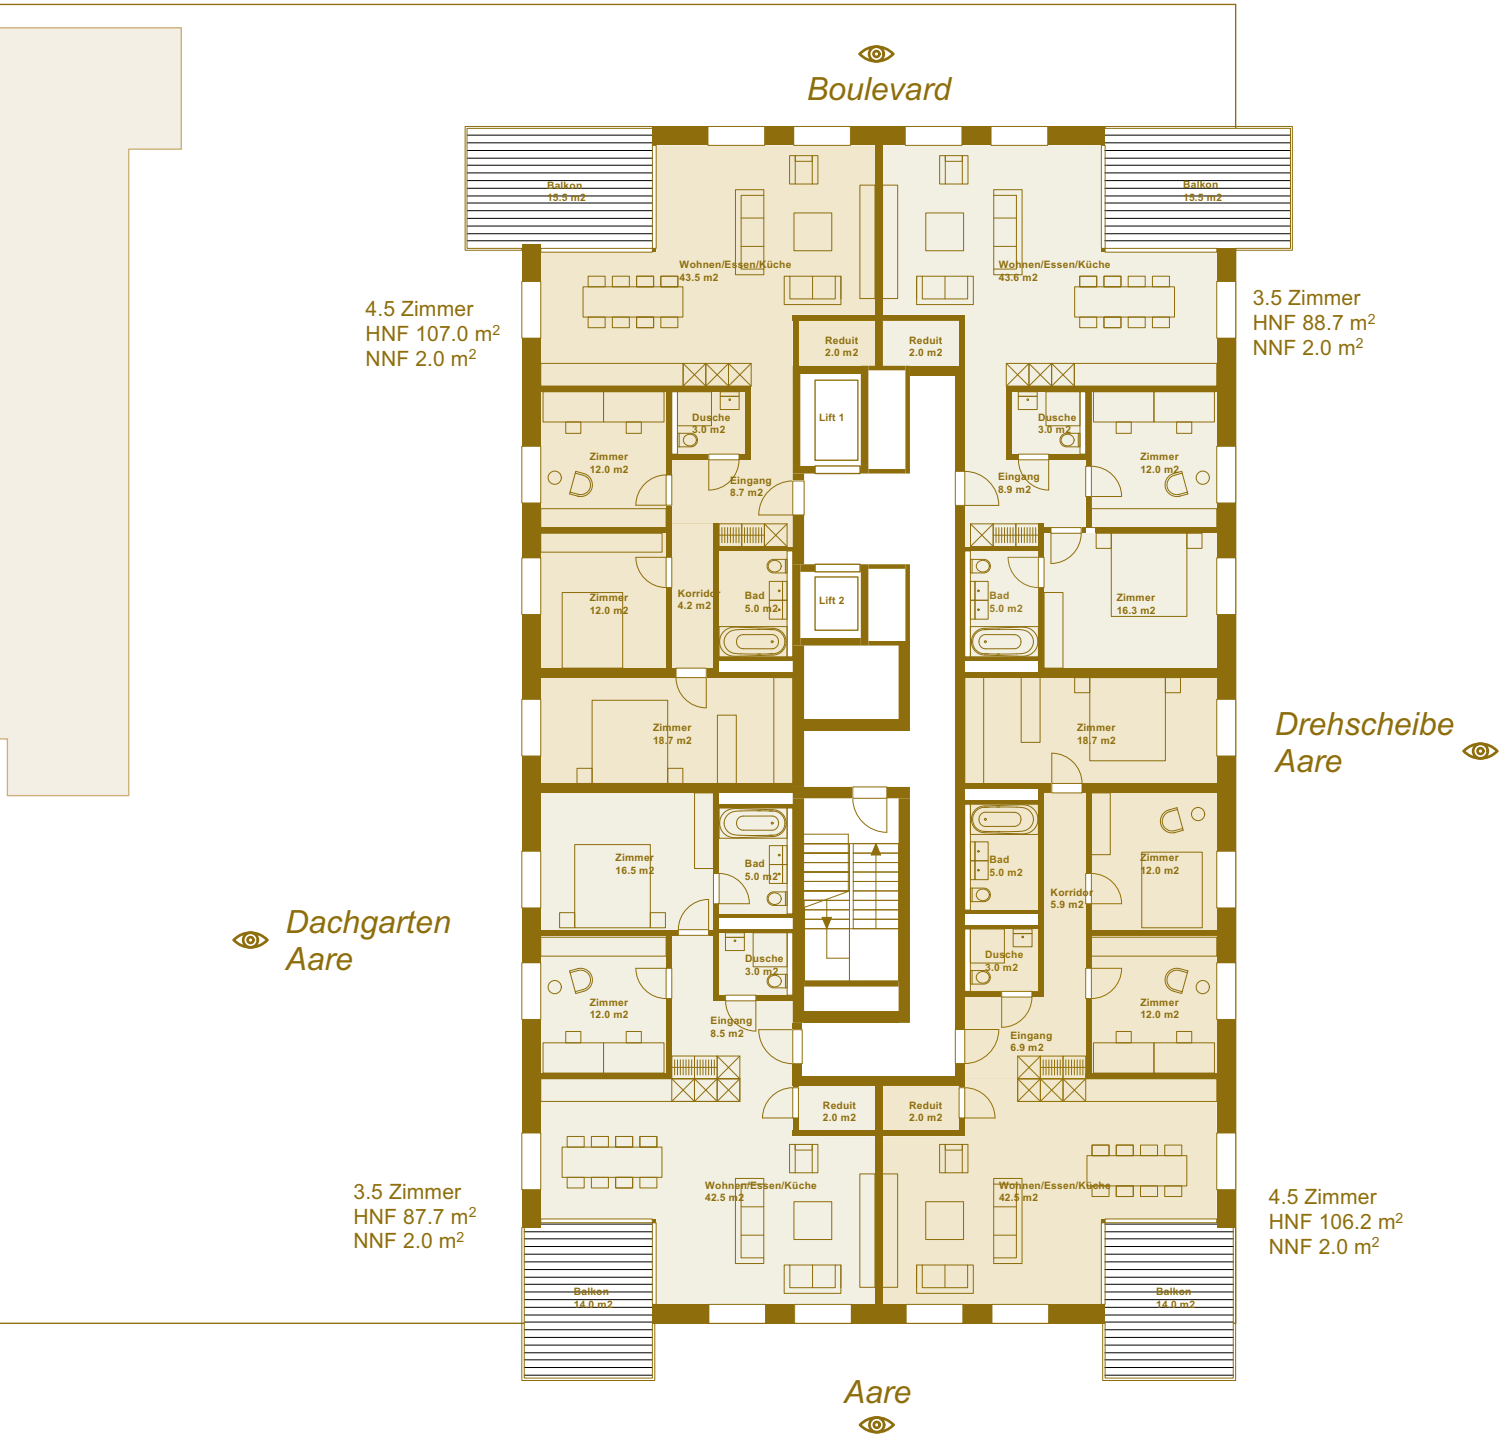 Boulevard
Balkon
15.5 m2
Balkon
15.5 m2
Wohnen/Essen/Küche
43.5 m2
Wohnen/Essen/Küche
43.6 m2
4.5 Zimmer
HNF 107.0 m²
NNF 2.0 m²
3.5 Zimmer
HNF 88.7 m²
NNF 2.0 m²
Reduit
2.0 m2
Reduit
2.0 m2
Dusche
3.0 m2
Lift 1
Dusche
3.0 m2
Zimmer
12.0 m2
Eingang
8.7 m2
Eingang
8.9 m2
Zimmer
12.0 m2
Zimmer
12.0 m2
Korridor
4.2 m2
Bad
5.0 m2
Lift 2
Bad
5.0 m2
Zimmer
16.3 m2
Zimmer
18.7 m2
Zimmer
18.7 m2
Drehscheibe
Aare
Zimmer
16.5 m2
Bad
5.0 m2
Bad
5.0 m2
Zimmer
12.0 m2
Korridor
5.9 m2
Dachgarten
Aare
Dusche
3.0 m2
Dusche
3.0 m2
Zimmer
12.0 m2
Eingang
8.5 m2
Eingang
6.9 m2
Zimmer
12.0 m2
Reduit
2.0 m2
Reduit
2.0 m2
Wohnen/Essen/Küche
42.5 m2
Wohnen/Essen/Küche
42.5 m2
3.5 Zimmer
HNF 87.7 m²
NNF 2.0 m²
4.5 Zimmer
HNF 106.2 m²
NNF 2.0 m²
Balkon
14.0 m2
Balkon
14.0 m2
Aare